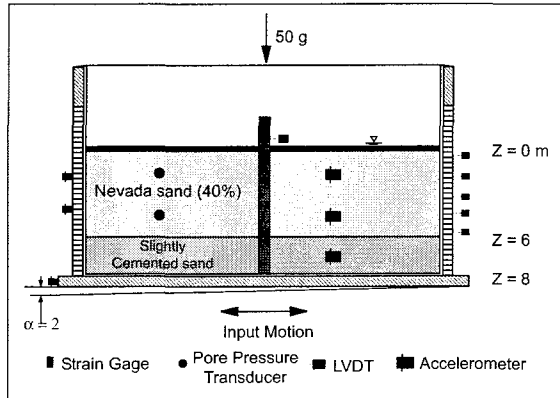 50 g
Z = 0 m
Nevada sand (40%)
Z = 6
Slightly
Cemented sand
Z = 8
α = 2
Input Motion
Strain Gage
Pore Pressure
Transducer
LVDT
Accelerometer